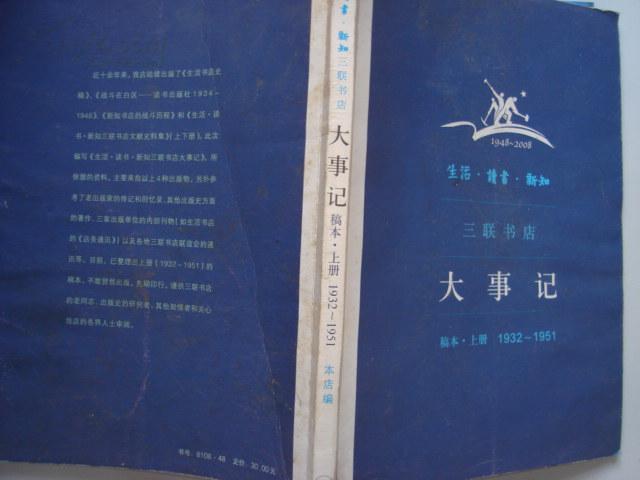 近十余年来，我店陆续出版了《生活书店史
稿》、《战斗在白区——读书出版社1934～
1948》、《新知书店的战斗历程》和《生活·读
书·新知三联书店文献史料集》（上下册）。此次
编写《生活·读书·新知三联书店大事记》，所
依据的资料，主要来自以上4种出版物，另外参
考了老出版家的传记和回忆录、其他出版史方面
的著作、三家出版单位的内部刊物（如生活书店
的《店务通讯》）以及各地三联书店联谊会的通
讯等。目前，已整理出上册（1932～1951）的
稿本，不敢贸然出版，先期印行，谨供三联书店
的老同志、出版史的研究者、其他知情者和关心
我店的各界人士审阅。
书号：8108·48 定价：30.00元
书·新知
三联书店
大事记
稿本·上册 1932～1951
本店编
1948～2008
生活·讀書·新知
三联书店
大事记
稿本·上册 1932～1951